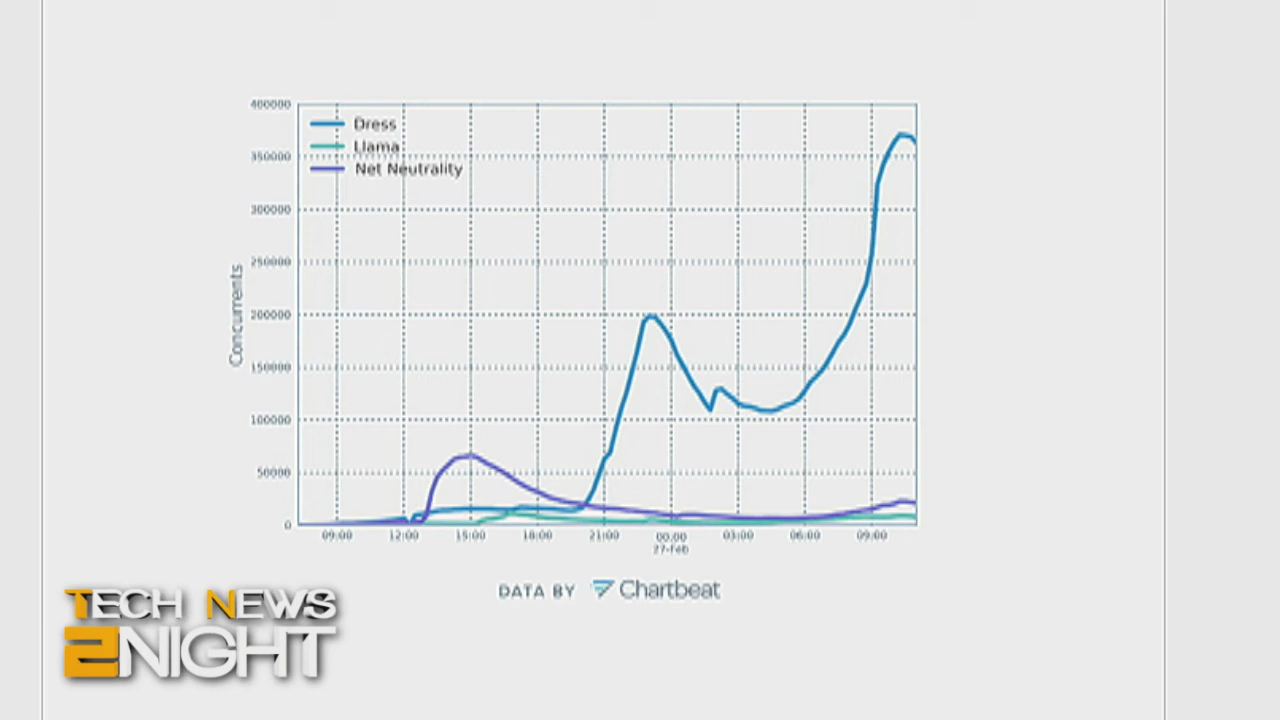 400000
Dress
Llama
350000
Net Neutrality
300000
250000
Concurrents
200000
150000
100000
50000
0
09:00 12:00 15:00 18:00 21:00 00:00 03:00 06:00 09:00
27-Feb
DATA BY Chartbeat
TECH NEWS
2NIGHT